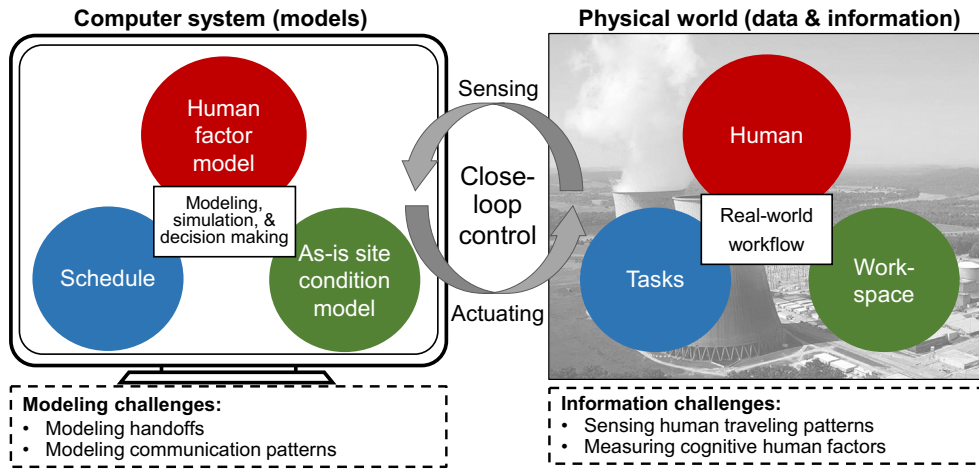 Computer system (models)
Physical world (data & information)
Human
factor
model
Modeling,
simulation, &
decision making
Schedule
As-is site
condition
model
Sensing
Close-
loop
control
Actuating
Human
Real-world
workflow
Tasks
Work-
space
Modeling challenges:
• Modeling handoffs
• Modeling communication patterns
Information challenges:
• Sensing human traveling patterns
• Measuring cognitive human factors